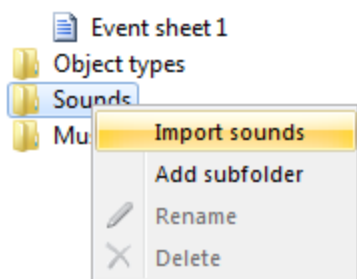 Event sheet 1
Object types
Sounds
Mu
Import sounds
Add subfolder
Rename
Delete